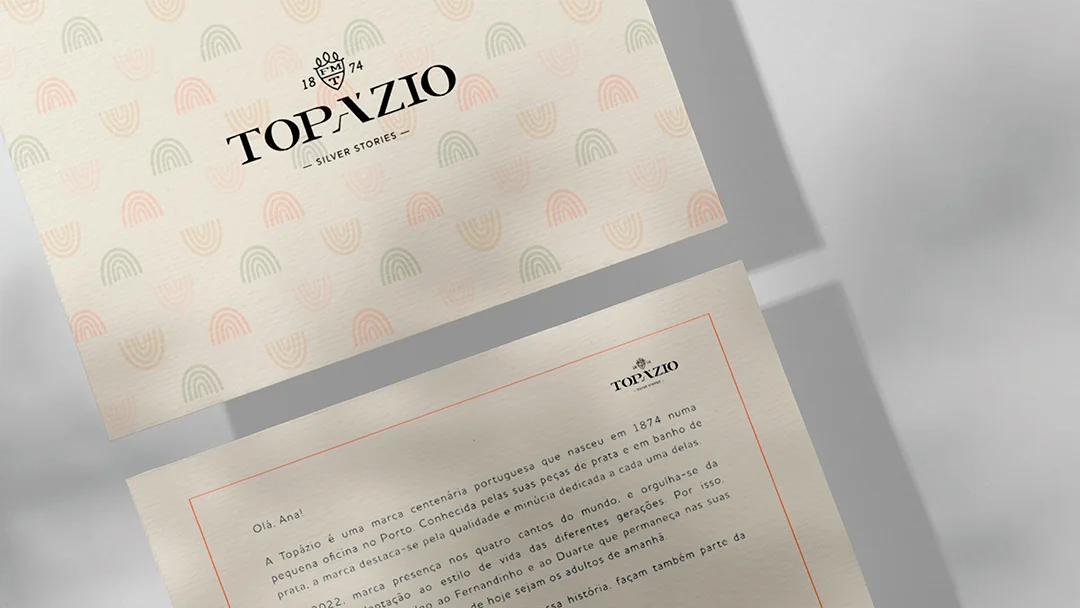 18 74
FM
T
TOPÁZIO
— SILVER STORIES —
TOPÁZIO
Olá, Ana!
A Topázio é uma marca centenária portuguesa que nasceu em 1874 numa
pequena oficina no Porto. Conhecida pelas suas peças de prata e em banho de
prata, a marca destaca-se pela qualidade e minúcia dedicada a cada uma delas.
2022, marca presença nos quatro cantos do mundo, e orgulha-se da
ao estilo de vida das diferentes gerações. Por isso,
ao Fernandinho e ao Duarte que permaneça nas suas
de hoje sejam os adultos de amanhã
história, façam também parte da